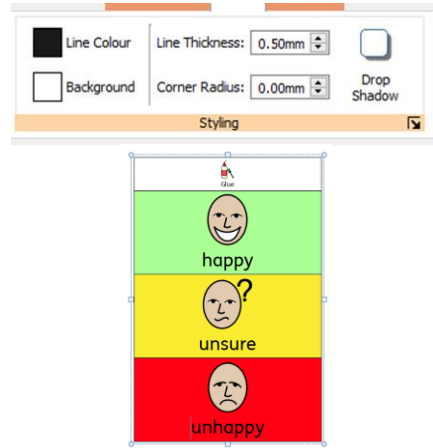 Line Colour
Line Thickness: 0.50mm
Background
Corner Radius: 0.00mm
Drop
Shadow
Styling
Glue
happy
?
unsure
unhappy